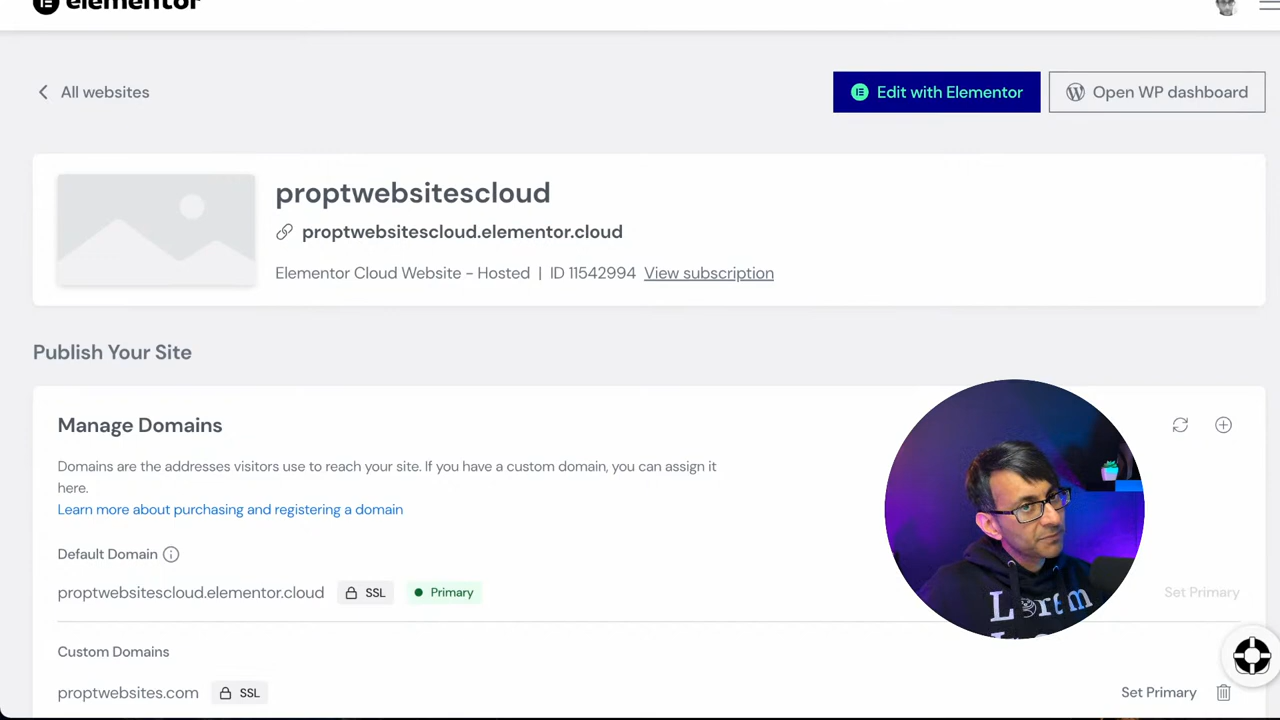 elementor
All websites
Edit with Elementor
Open WP dashboard
proptwebsitescloud
proptwebsitescloud.elementor.cloud
Elementor Cloud Website - Hosted | ID 11542994 View subscription
Publish Your Site
Manage Domains
Domains are the addresses visitors use to reach your site. If you have a custom domain, you can assign it
here.
Learn more about purchasing and registering a domain
Default Domain
proptwebsitescloud.elementor.cloud SSL Primary
Set Primary
Custom Domains
proptwebsites.com SSL
Set Primary